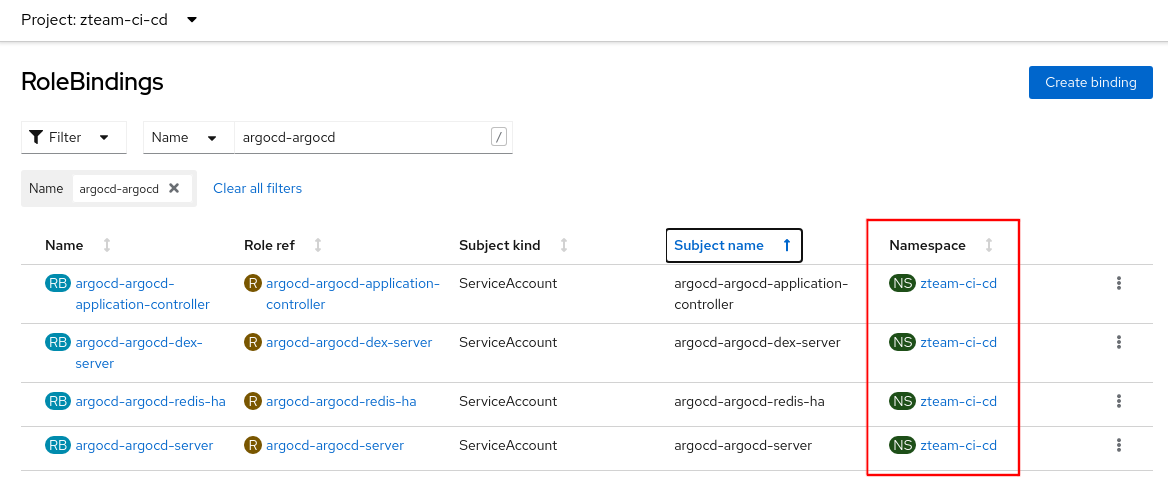 Project: zteam-ci-cd
RoleBindings
Create binding
Filter Name argocd-argocd /
Name argocd-argocd Clear all filters
Name Role ref Subject kind Subject name Namespace
RB argocd-argocd- R argocd-argocd-application- ServiceAccount argocd-argocd-application- NS zteam-ci-cd
application-controller controller controller
RB argocd-argocd-dex- R argocd-argocd-dex-server ServiceAccount argocd-argocd-dex-server NS zteam-ci-cd
server
RB argocd-argocd-redis-ha R argocd-argocd-redis-ha ServiceAccount argocd-argocd-redis-ha NS zteam-ci-cd
RB argocd-argocd-server R argocd-argocd-server ServiceAccount argocd-argocd-server NS zteam-ci-cd